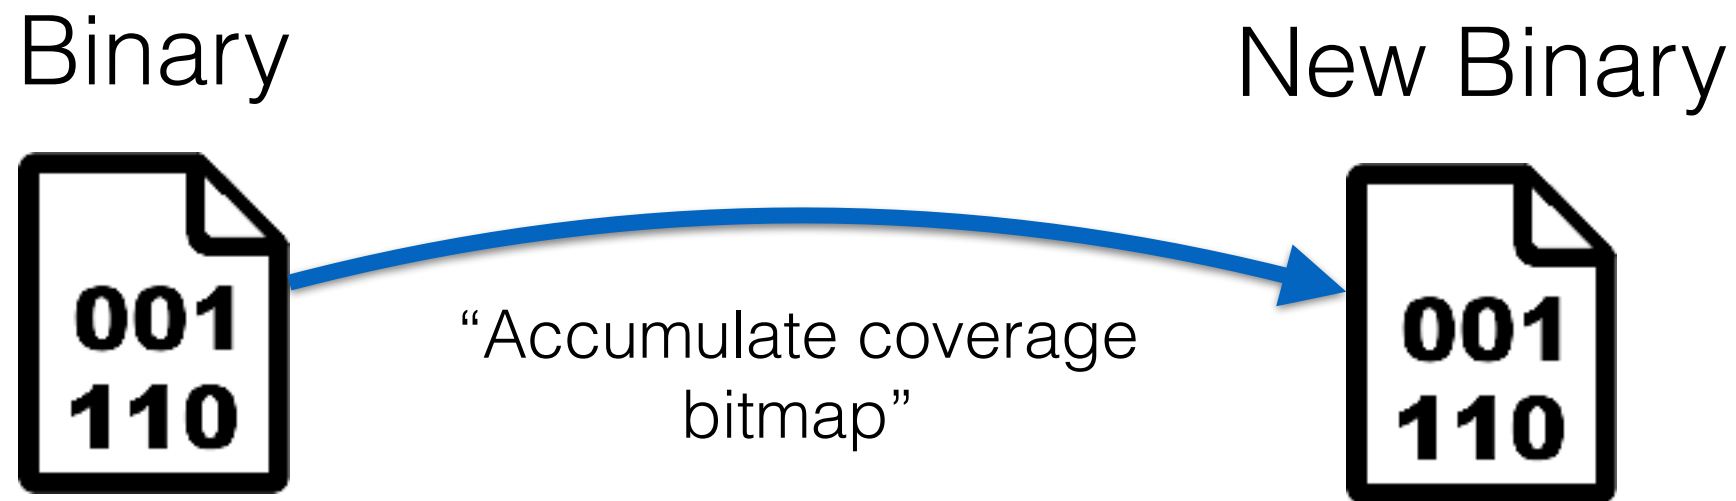 Binary
New Binary
001
110
“Accumulate coverage
bitmap”
001
110